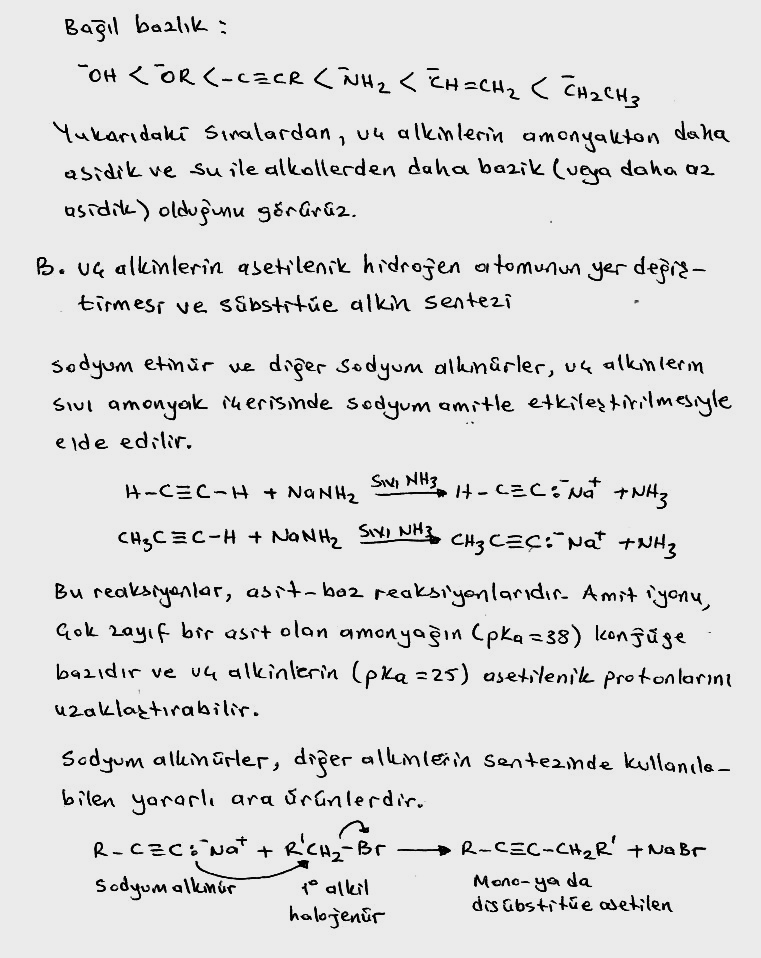 Bağıl bazlık :
⁻OH < ⁻OR < ⁻C≡CR < ⁻NH₂ < ⁻CH=CH₂ < ⁻CH₂CH₃
Yukarıdaki sıralardan, uç alkinlerin amonyaktan daha
asidik ve su ile alkollerden daha bazik (veya daha az
asidik) olduğunu görürüz.
B. uç alkinlerin asetilenik hidrojen atomunun yer değiş-
tirmesi ve sübstitüe alkin sentezi
Sodyum etinür ve diğer sodyum alkinürler, uç alkinlerin
sıvı amonyak içerisinde sodyum amitle etkileştirilmesiyle
elde edilir.
H-C≡C-H + NaNH₂ →(Sıvı NH₃) H-C≡C:⁻Na⁺ + NH₃
CH₃C≡C-H + NaNH₂ →(Sıvı NH₃) CH₃C≡C:⁻Na⁺ + NH₃
Bu reaksiyonlar, asit-baz reaksiyonlarıdır. Amit iyonu,
çok zayıf bir asit olan amonyağın (pKa=38) konjüge
bazıdır ve uç alkinlerin (pKa=25) asetilenik protonlarını
uzaklaştırabilir.
Sodyum alkinürler, diğer alkinlerin sentezinde kullanıla-
bilen yararlı ara ürünlerdir.
R-C≡C:⁻Na⁺ + R'CH₂-Br → R-C≡C-CH₂R' + NaBr
Sodyum alkinür 1° alkil Mono- ya da
halojenür disübstitüe asetilen